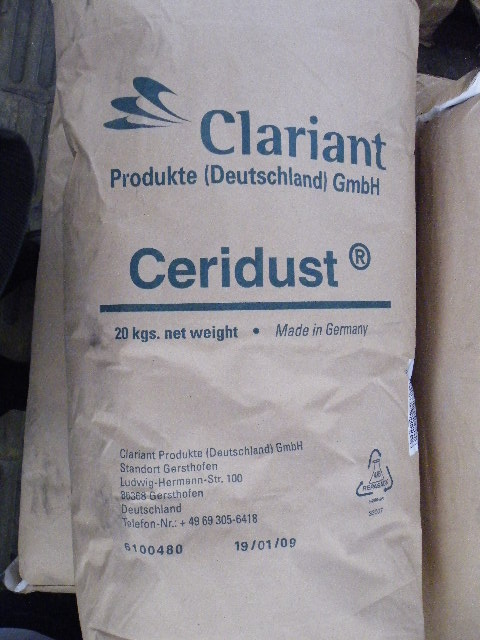 Clariant
Produkte (Deutschland) GmbH
Ceridust ®
20 kgs. net weight • Made in Germany
Clariant Produkte (Deutschland) GmbH
Standort Gersthofen
Ludwig-Hermann-Str. 100
86368 Gersthofen
Deutschland
Telefon-Nr.: + 49 69 305-6418
6100480 19/01/09